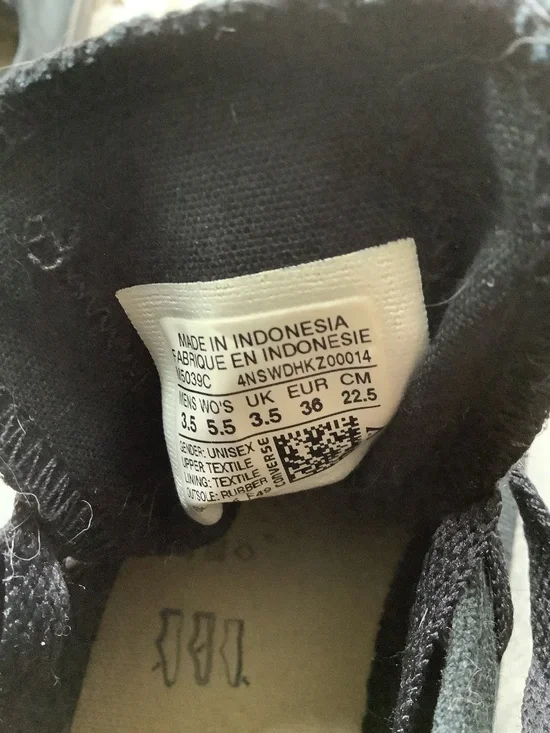 MADE IN INDONESIA
FABRIQUE EN INDONESIE
M5039C 4NSWDHKZ00014
MENS WO'S UK EUR CM
3.5 5.5 3.5 36 22.5
GENDER: UNISEX
UPPER TEXTILE
LINING: TEXTILE
OUTSOLE: RUBBER
CONVERSE